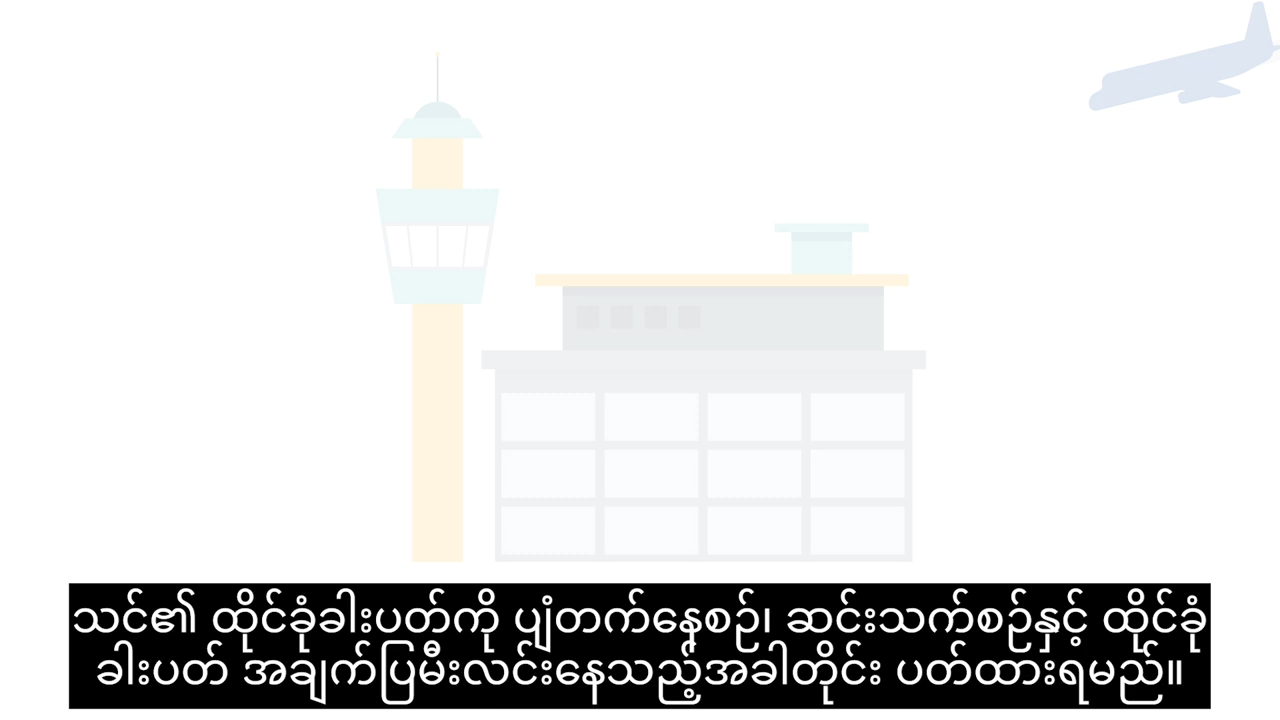 သင်၏ ထိုင်ခုံခါးပတ်ကို ပျံတက်နေစဉ်၊ ဆင်းသက်စဉ်နှင့် ထိုင်ခုံ
ခါးပတ် အချက်ပြမီးလင်းနေသည့်အခါတိုင်း ပတ်ထားရမည်။